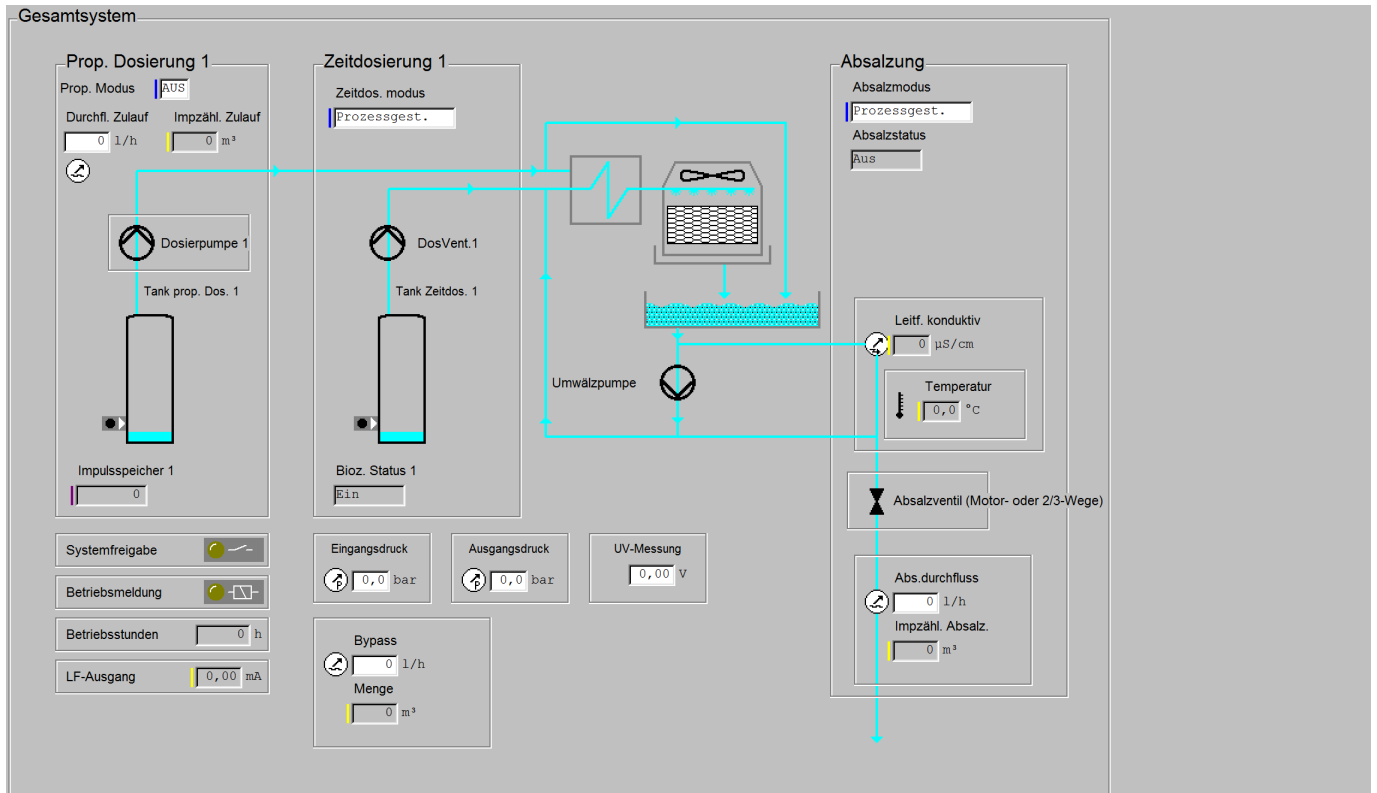 Gesamtsystem
Prop. Dosierung 1
Prop. Modus AUS
Durchfl. Zulauf Impzähl. Zulauf
0 l/h 0 m³
Dosierpumpe 1
Tank prop. Dos. 1
Impulsspeicher 1
0
Zeitdosierung 1
Zeitdos. modus
Prozessgest.
DosVent.1
Tank Zeitdos. 1
Bioz. Status 1
Ein
Umwälzpumpe
Absalzung
Absalzmodus
Prozessgest.
Absalzstatus
Aus
Leitf. konduktiv
0 µS/cm
Temperatur
0,0 °C
Absalzventil (Motor- oder 2/3-Wege)
Abs.durchfluss
0 l/h
Impzähl. Absalz.
0 m³
Systemfreigabe
Betriebsmeldung
Betriebsstunden 0 h
LF-Ausgang 0,00 mA
Eingangsdruck
P 0,0 bar
Ausgangsdruck
P 0,0 bar
UV-Messung
0,00 V
Bypass
0 l/h
Menge
0 m³